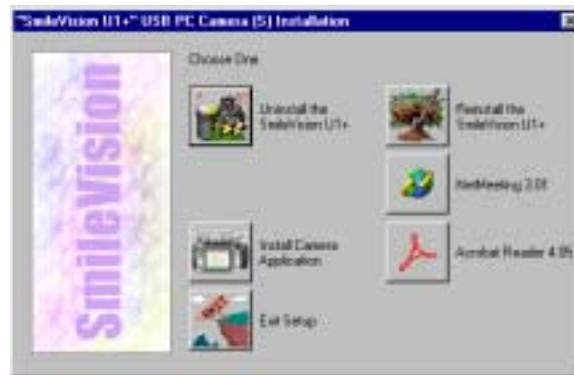 "SmileVision U1+" USB PC Camera (S) Installation
SmileVision
Choose One
Uninstall the
SmileVision U1+
Reinstall the
SmileVision U1+
NetMeeting 3.01
Install Camera
Application
Acrobat Reader 4.05
Exit Setup